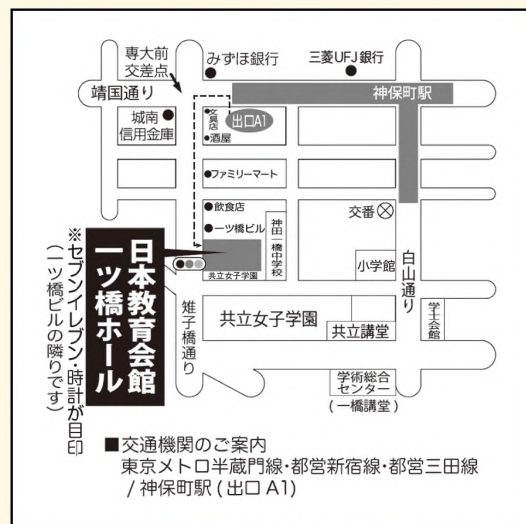 専大前
交差点
みずほ銀行
三菱UFJ銀行
靖国通り
神保町駅
城南
信用金庫
文具店
出口A1
酒屋
ファミリーマート
飲食店
一ツ橋ビル
神田一橋中学校
交番
小学館
白山通り
共立女子学園
日本教育会館
一ツ橋ホール
※セブンイレブン・時計が目印
(一ツ橋ビルの隣りです)
雉子橋通り
共立女子学園
共立講堂
学士会館
学術総合
センター
(一橋講堂)
■交通機関のご案内
東京メトロ半蔵門線・都営新宿線・都営三田線
/ 神保町駅 ( 出口 A1)